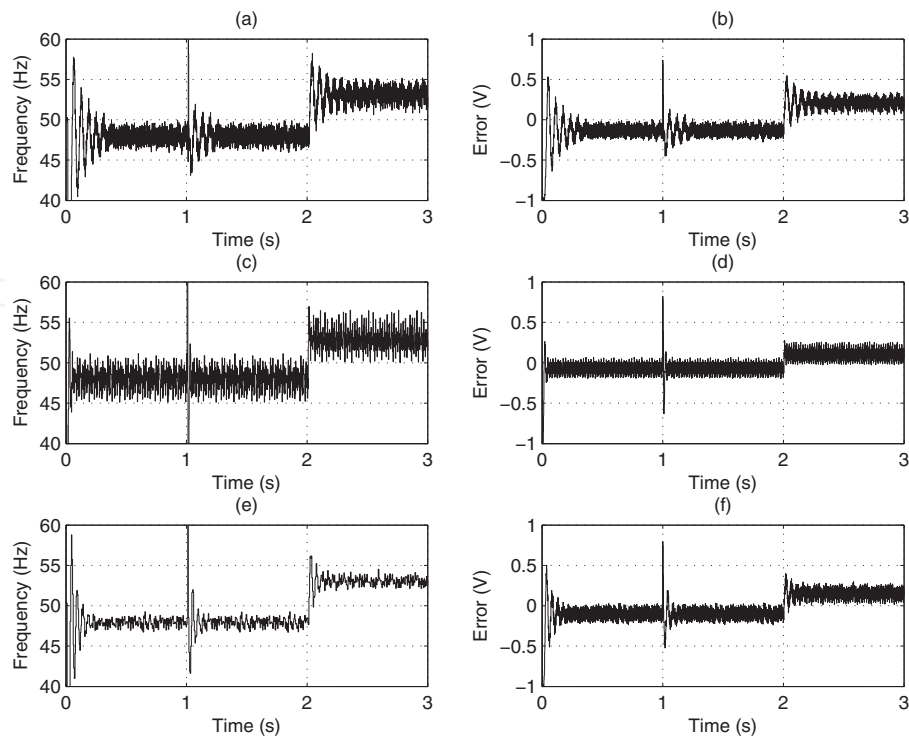 (a)
60
55
50
45
40
Frequency (Hz)
0 1 2 3
Time (s)
(b)
1
0.5
0
−0.5
−1
Error (V)
0 1 2 3
Time (s)
(c)
60
55
50
45
40
Frequency (Hz)
0 1 2 3
Time (s)
(d)
1
0.5
0
−0.5
−1
Error (V)
0 1 2 3
Time (s)
(e)
60
55
50
45
40
Frequency (Hz)
0 1 2 3
Time (s)
(f)
1
0.5
0
−0.5
−1
Error (V)
0 1 2 3
Time (s)